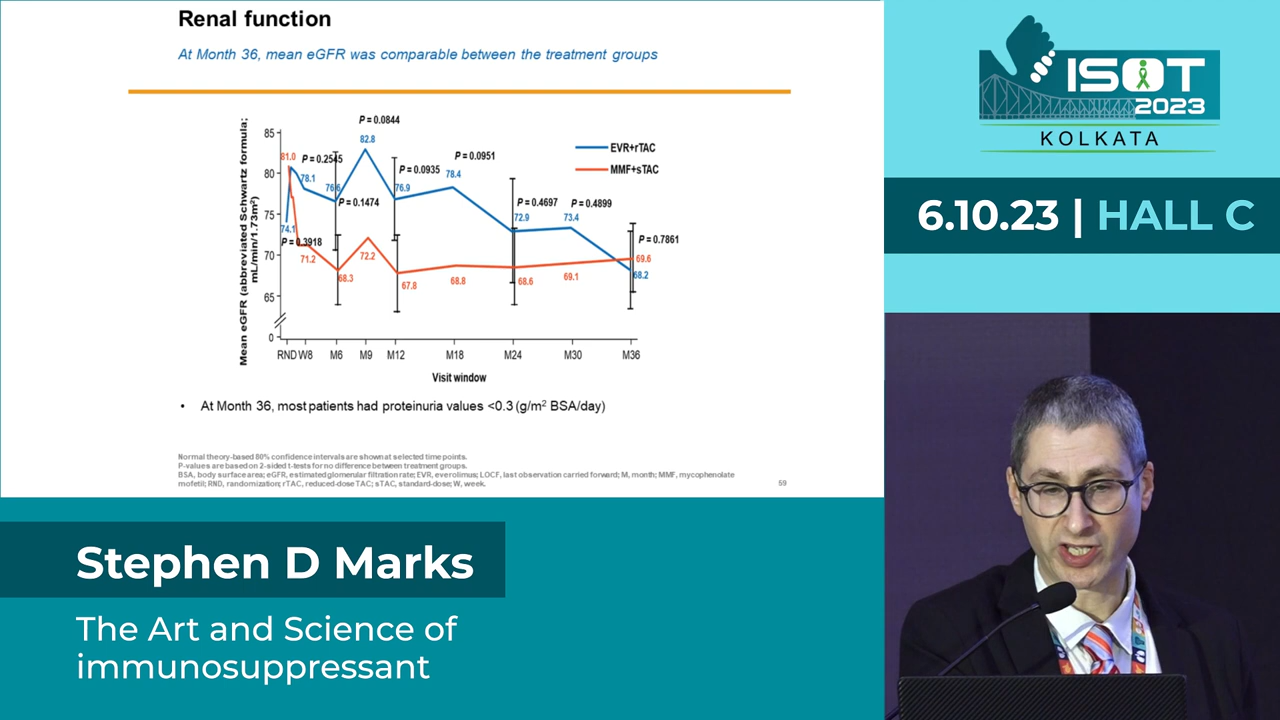 Renal function
At Month 36, mean eGFR was comparable between the treatment groups
Mean eGFR (abbreviated Schwartz formula;
mL/min/1.73m²)
85
80
75
70
65
0
P = 0.0844
82.8
81.0
P = 0.2545
78.1
76.6
74.1
P = 0.3918
71.2
P = 0.1474
68.3
72.2
P = 0.0935
76.9
67.8
P = 0.0951
78.4
68.8
P = 0.4697
72.9
68.6
P = 0.4899
73.4
69.1
P = 0.7861
69.6
68.2
EVR+rTAC
MMF+sTAC
RND W8 M6 M9 M12 M18 M24 M30 M36
Visit window
• At Month 36, most patients had proteinuria values <0.3 (g/m² BSA/day)
Normal theory-based 80% confidence intervals are shown at selected time points.
P-values are based on 2-sided t-tests for no difference between treatment groups.
BSA, body surface area; eGFR, estimated glomerular filtration rate; EVR, everolimus; LOCF, last observation carried forward; M, month; MMF, mycophenolate
mofetil; RND, randomization; rTAC, reduced-dose TAC; sTAC, standard-dose; W, week.
59
ISOT
2023
KOLKATA
6.10.23 | HALL C
Stephen D Marks
The Art and Science of
immunosuppressant